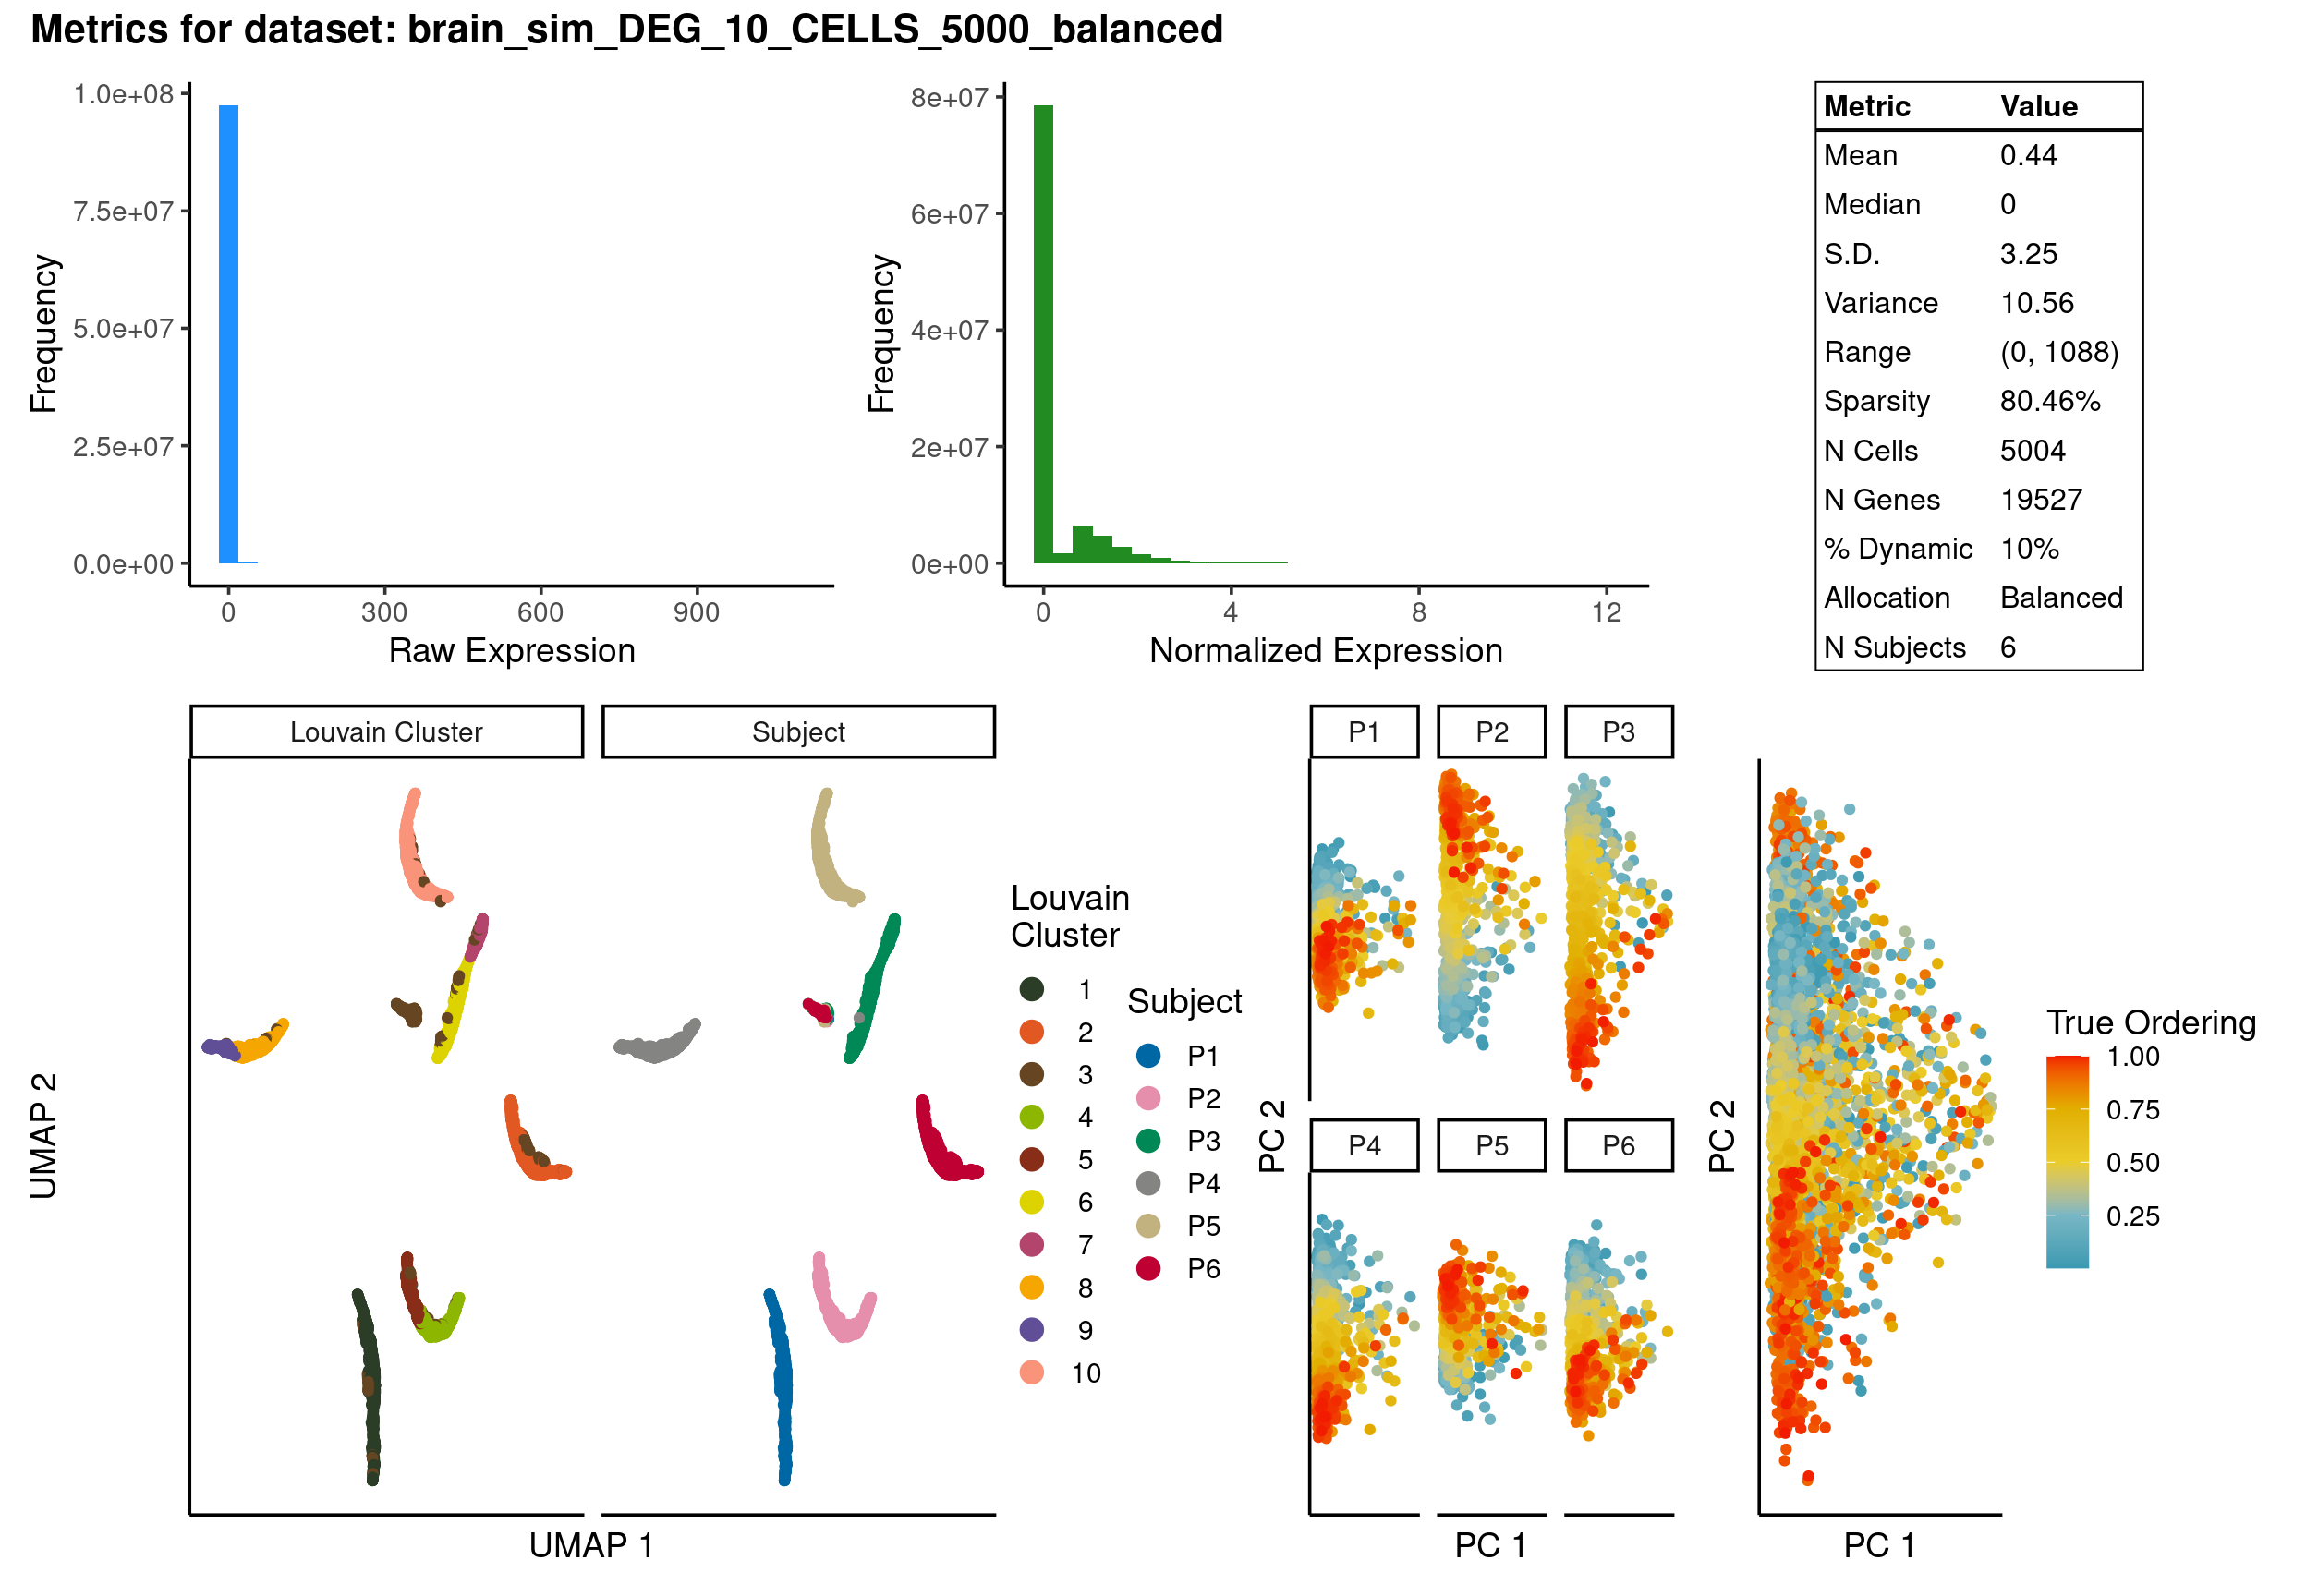 Metrics for dataset: brain_sim_DEG_10_CELLS_5000_balanced
1.0e+08
7.5e+07
5.0e+07
2.5e+07
0.0e+00
Frequency
0 300 600 900
Raw Expression
8e+07
6e+07
4e+07
2e+07
0e+00
Frequency
0 4 8 12
Normalized Expression
Metric Value
Mean 0.44
Median 0
S.D. 3.25
Variance 10.56
Range (0, 1088)
Sparsity 80.46%
N Cells 5004
N Genes 19527
% Dynamic 10%
Allocation Balanced
N Subjects 6
Louvain Cluster Subject
UMAP 2
UMAP 1
Louvain
Cluster
1
2
3
4
5
6
7
8
9
10
Subject
P1
P2
P3
P4
P5
P6
P1 P2 P3
P4 P5 P6
PC 2
PC 1
PC 2
PC 1
True Ordering
1.00
0.75
0.50
0.25